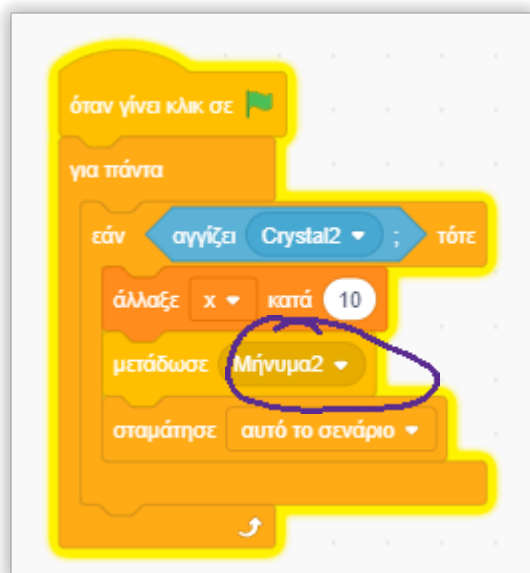 όταν γίνει κλικ σε
για πάντα
εάν αγγίζει Crystal2 ; τότε
άλλαξε x κατά 10
μετάδωσε Μήνυμα2
σταμάτησε αυτό το σενάριο